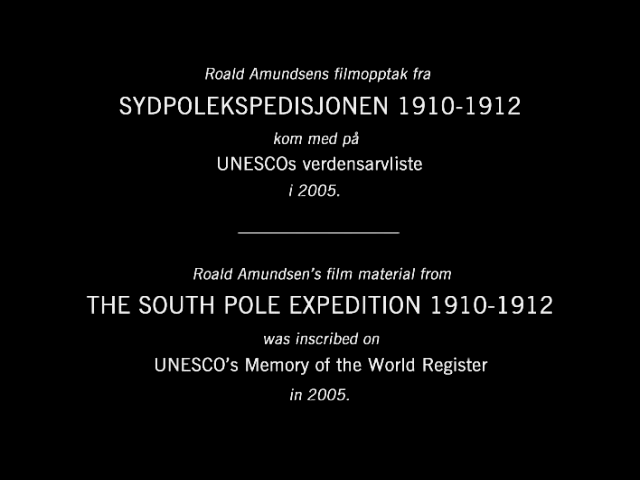 Roald Amundsens filmopptak fra
SYDPOLEKSPEDISJONEN 1910-1912
kom med på
UNESCOs verdensarvliste
i 2005.
Roald Amundsen's film material from
THE SOUTH POLE EXPEDITION 1910-1912
was inscribed on
UNESCO's Memory of the World Register
in 2005.